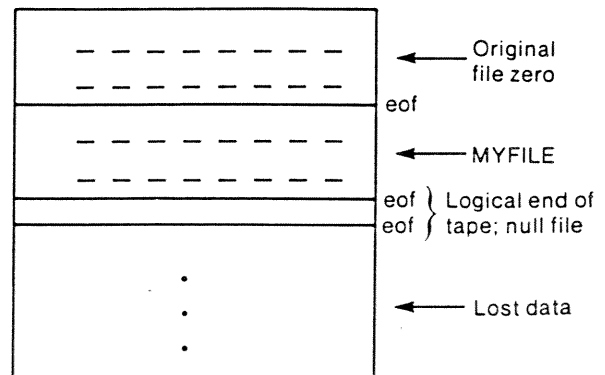 Original
file zero
eof
MYFILE
eof
eof
Logical end of
tape; null file
Lost data